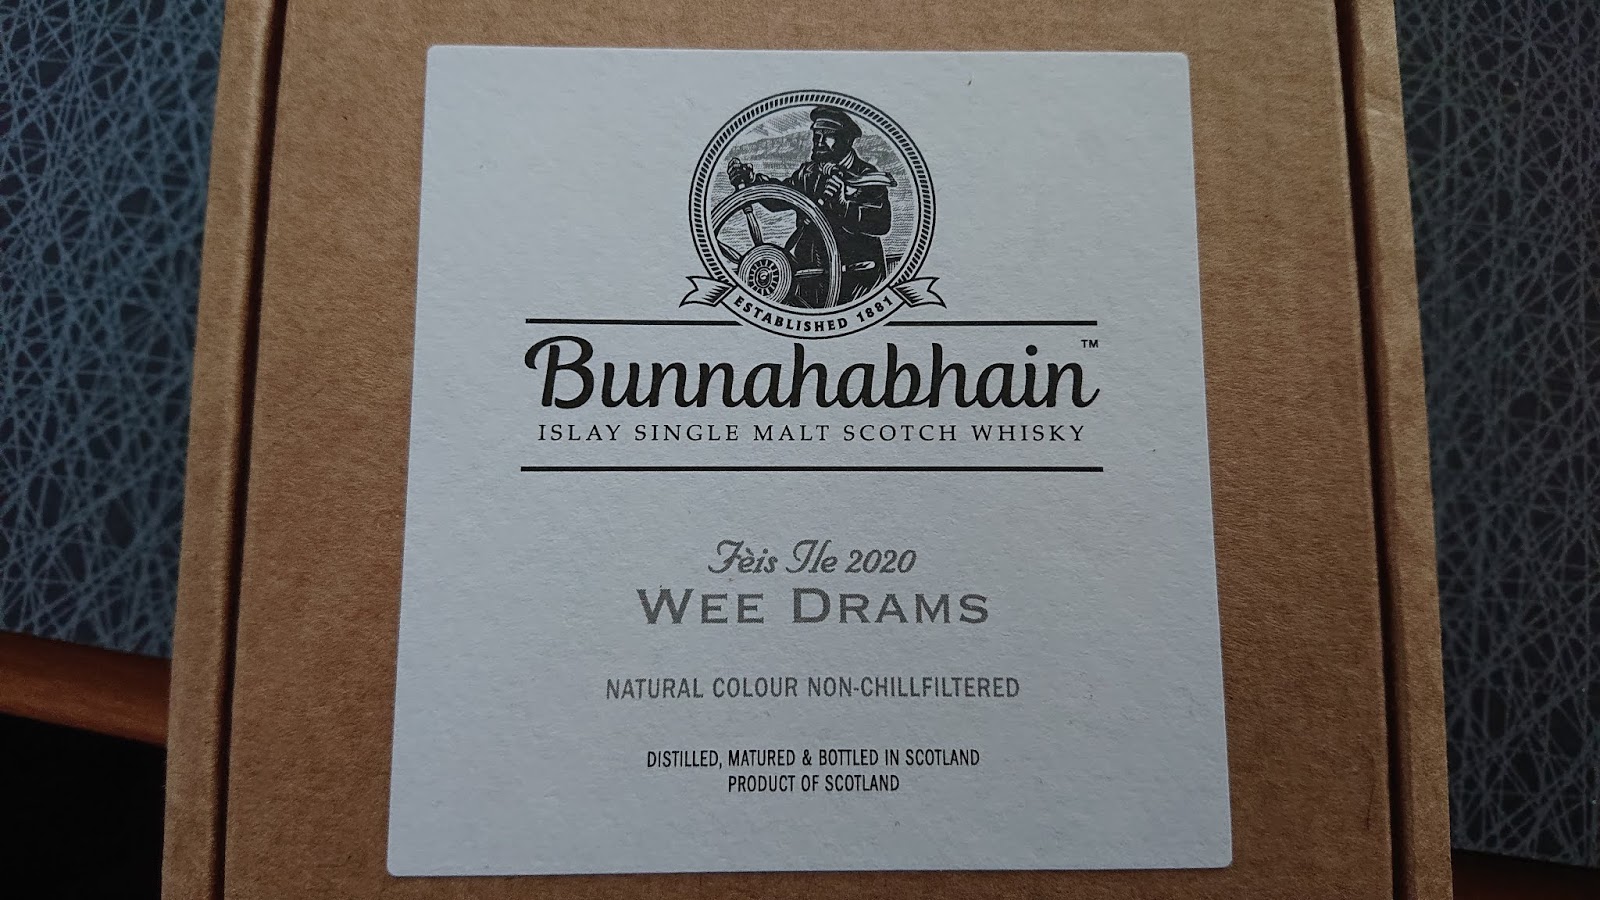 ESTABLISHED 1881
Bunnahabhain™
ISLAY SINGLE MALT SCOTCH WHISKY
Fèis Ile 2020
WEE DRAMS
NATURAL COLOUR NON-CHILLFILTERED
DISTILLED, MATURED & BOTTLED IN SCOTLAND
PRODUCT OF SCOTLAND